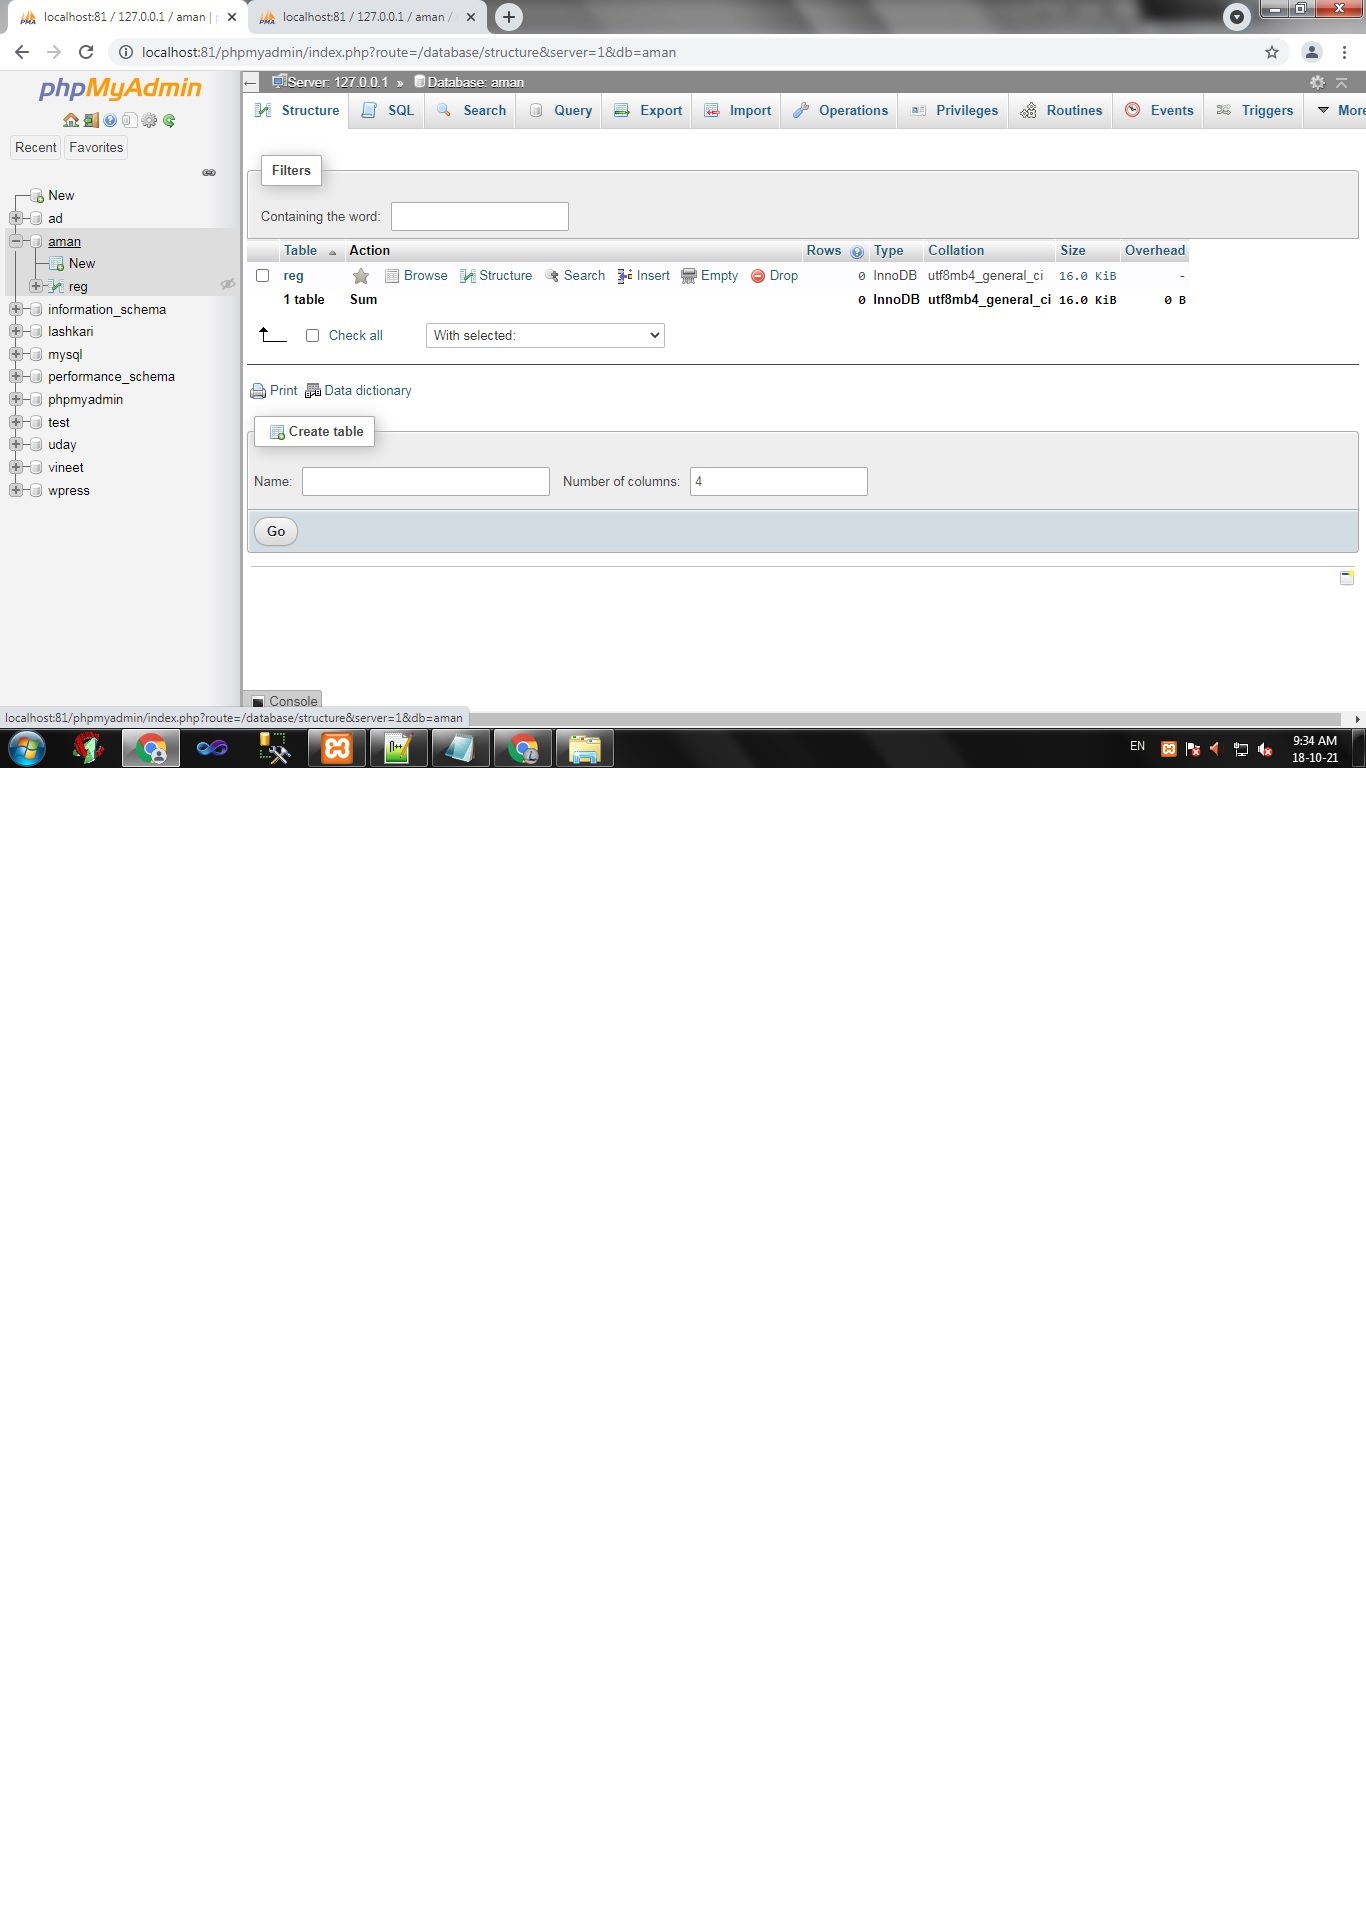 localhost:81 / 127.0.0.1 / aman |
localhost:81 / 127.0.0.1 / aman /
localhost:81/phpmyadmin/index.php?route=/database/structure&server=1&db=aman
phpMyAdmin
Recent Favorites
New
ad
aman
New
reg
information_schema
lashkari
mysql
performance_schema
phpmyadmin
test
uday
vineet
wpress
Server: 127.0.0.1 » Database: aman
Structure SQL Search Query Export Import Operations Privileges Routines Events Triggers More
Filters
Containing the word:
Table Action Rows Type Collation Size Overhead
reg Browse Structure Search Insert Empty Drop 0 InnoDB utf8mb4_general_ci 16.0 KiB -
1 table Sum 0 InnoDB utf8mb4_general_ci 16.0 KiB 0 B
Check all With selected:
Print Data dictionary
Create table
Name: Number of columns: 4
Go
Console
localhost:81/phpmyadmin/index.php?route=/database/structure&server=1&db=aman
EN 9:34 AM
18-10-21